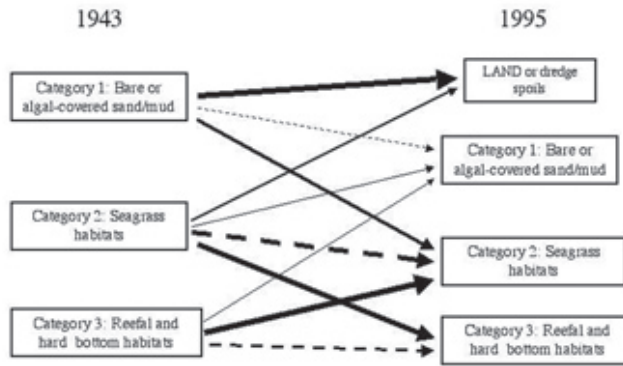 1943
1995
Category 1: Bare or
algal-covered sand/mud
LAND or dredge
spoils
Category 1: Bare or
algal-covered sand/mud
Category 2: Seagrass
habitats
Category 2: Seagrass
habitats
Category 3: Reefal and
hard bottom habitats
Category 3: Reefal and
hard bottom habitats